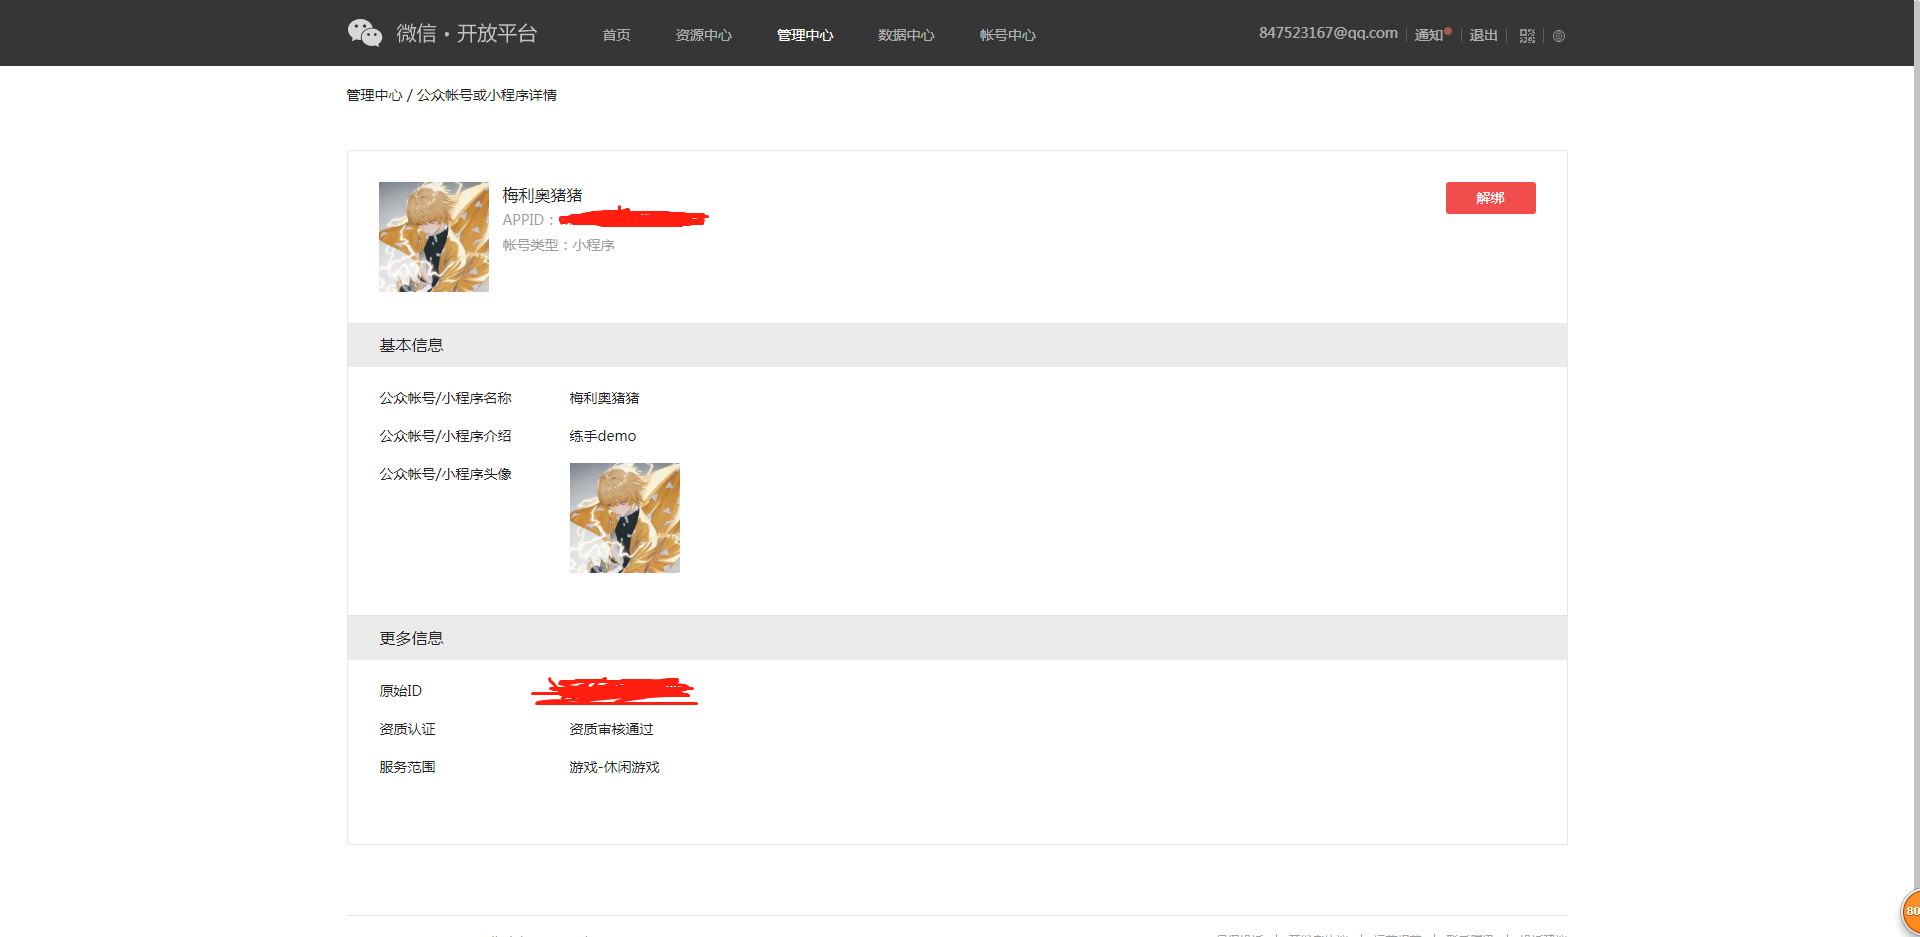 微信·开放平台 首页 资源中心 管理中心 数据中心 帐号中心 847523167@qq.com 通知 退出
管理中心 / 公众帐号或小程序详情
梅利奥猪猪
解绑
APPID：
帐号类型：小程序
基本信息
公众帐号/小程序名称 梅利奥猪猪
公众帐号/小程序介绍 练手demo
公众帐号/小程序头像
更多信息
原始ID
资质认证 资质审核通过
服务范围 游戏-休闲游戏
80